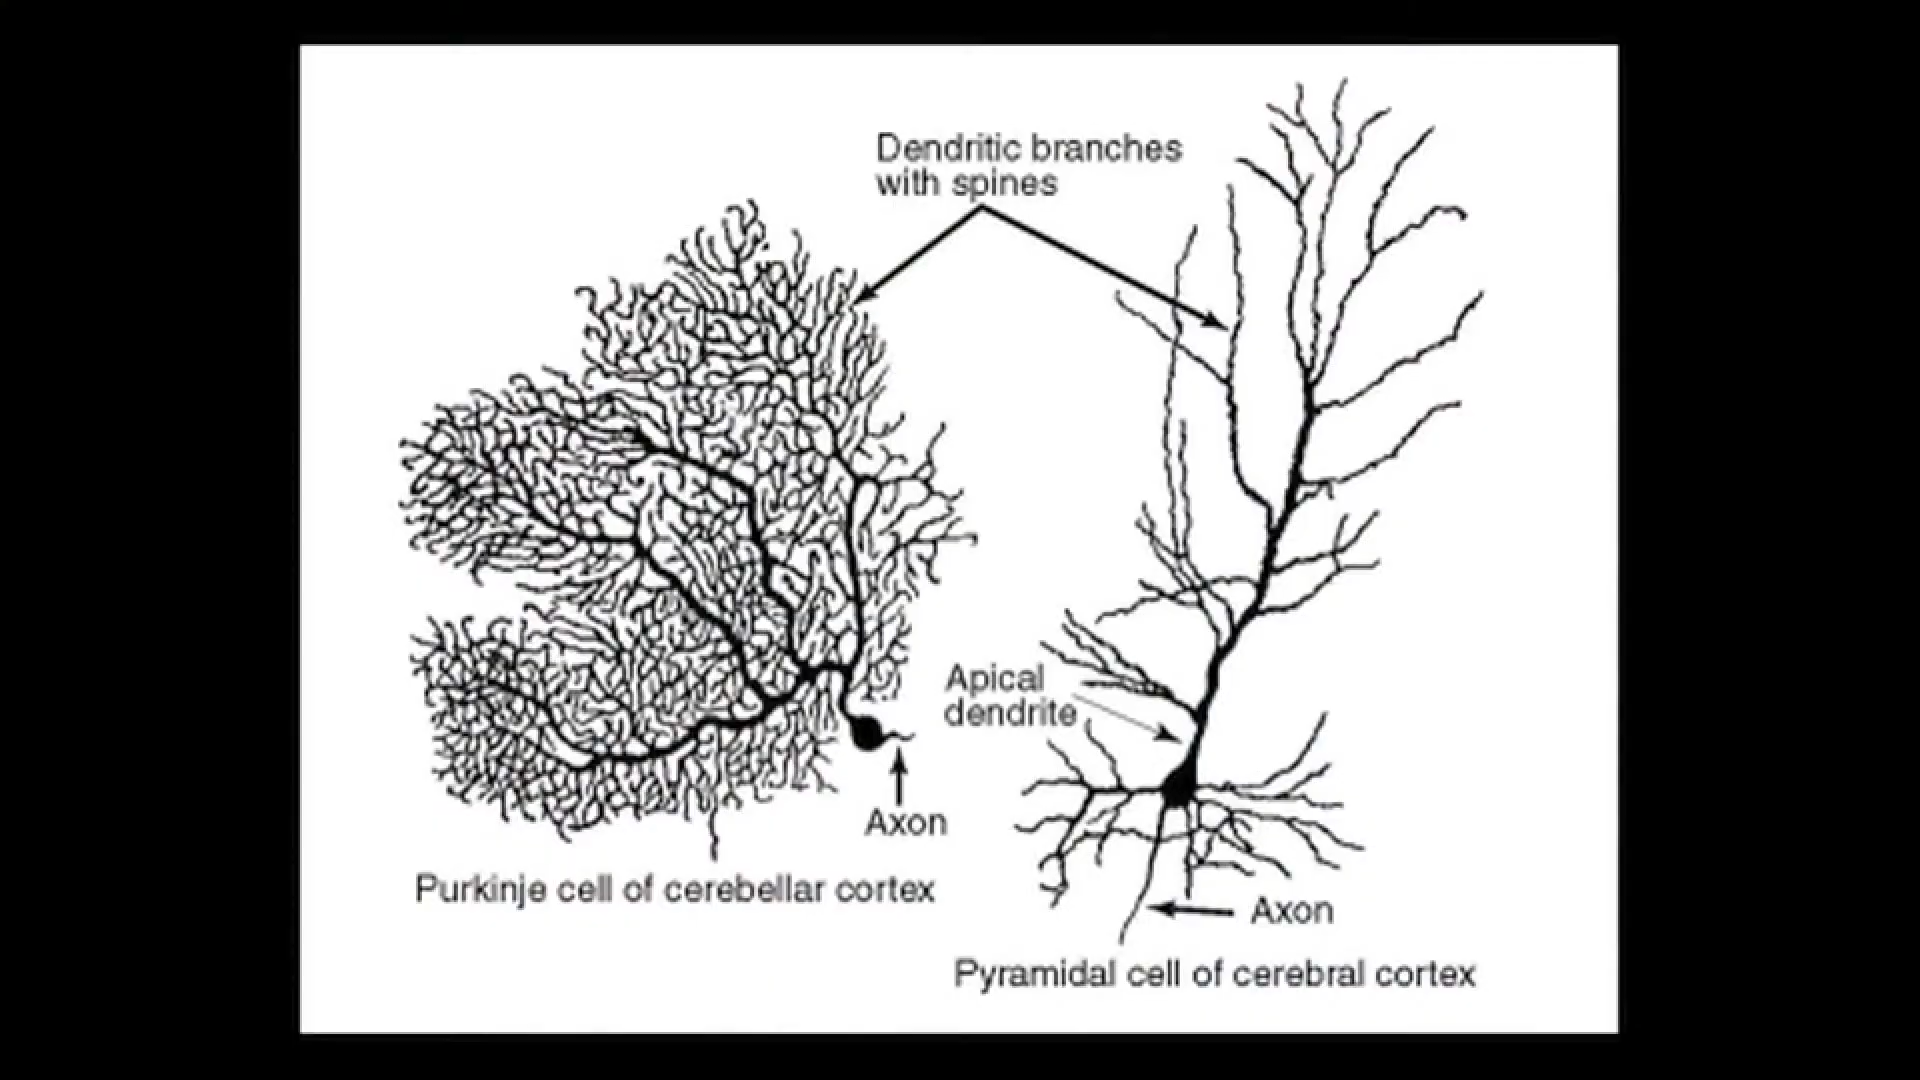 Dendritic branches
with spines
Apical
dendrite
Axon
Purkinje cell of cerebellar cortex
Axon
Pyramidal cell of cerebral cortex